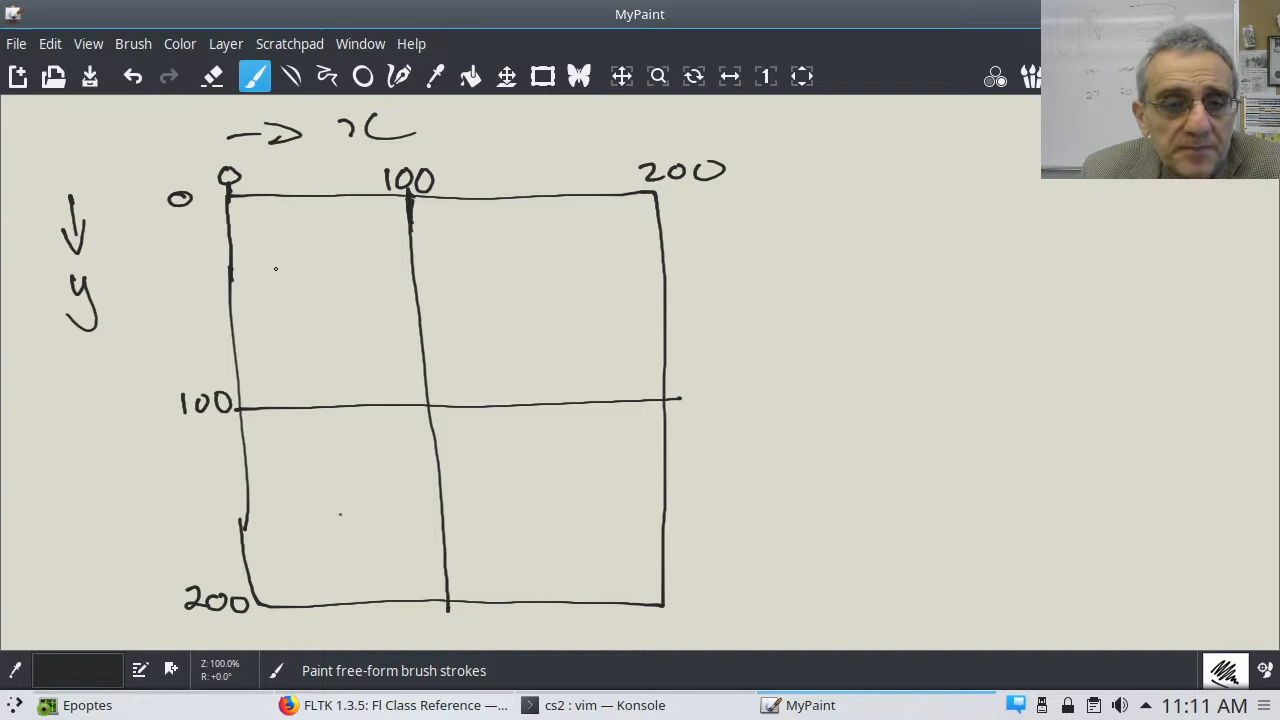 MyPaint
File Edit View Brush Color Layer Scratchpad Window Help
→ x
0 100 200
0
↓
y
100
200
Z: 100.0%
R: +0.0°
Paint free-form brush strokes
Epoptes
FLTK 1.3.5: Fl Class Reference —...
cs2 : vim — Konsole
MyPaint
11:11 AM